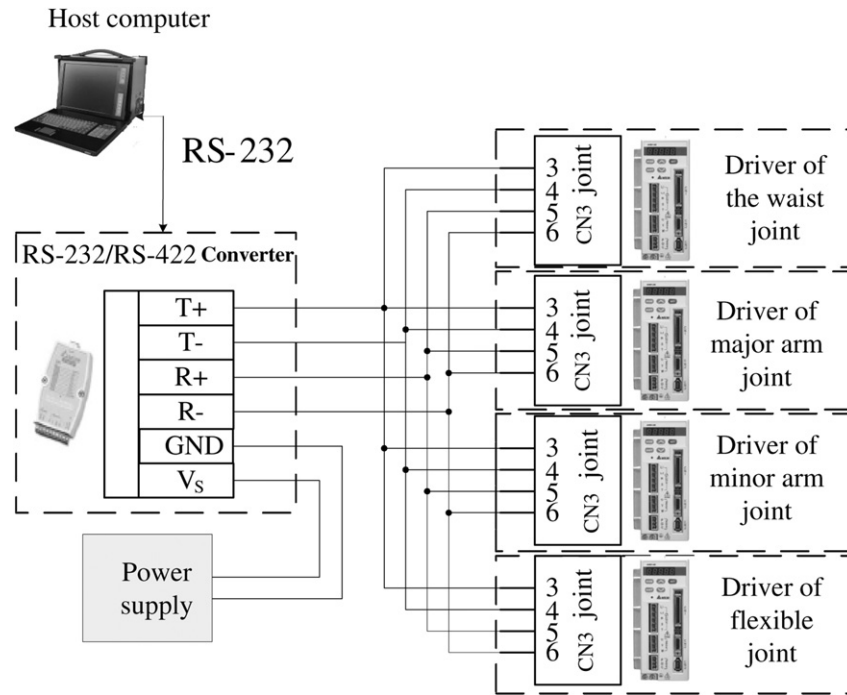 Host computer
RS-232
RS-232/RS-422 Converter
T+
T-
R+
R-
GND
V_S
Power
supply
3
4
5
6
CN3 joint
Driver of
the waist
joint
3
4
5
6
CN3 joint
Driver of
major arm
joint
3
4
5
6
CN3 joint
Driver of
minor arm
joint
3
4
5
6
CN3 joint
Driver of
flexible
joint